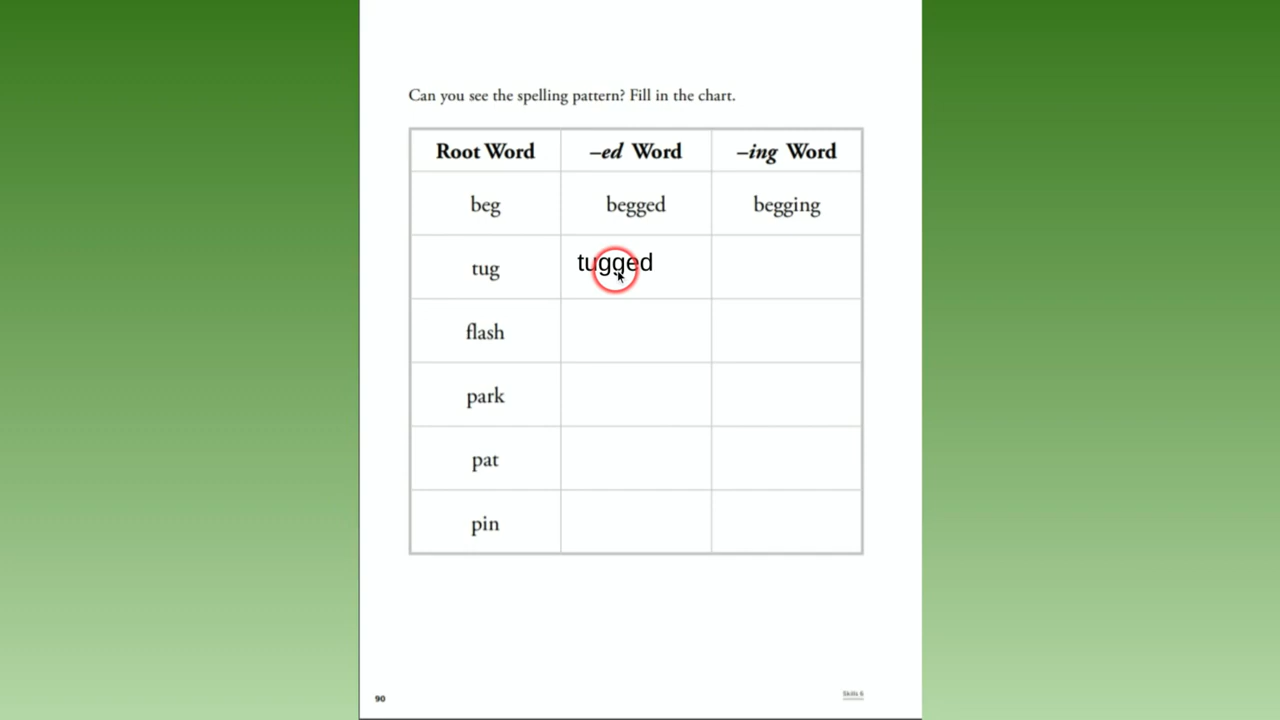 Can you see the spelling pattern? Fill in the chart.
Root Word –ed Word –ing Word
beg begged begging
tug tugged
flash
park
pat
pin
90 Skills 6